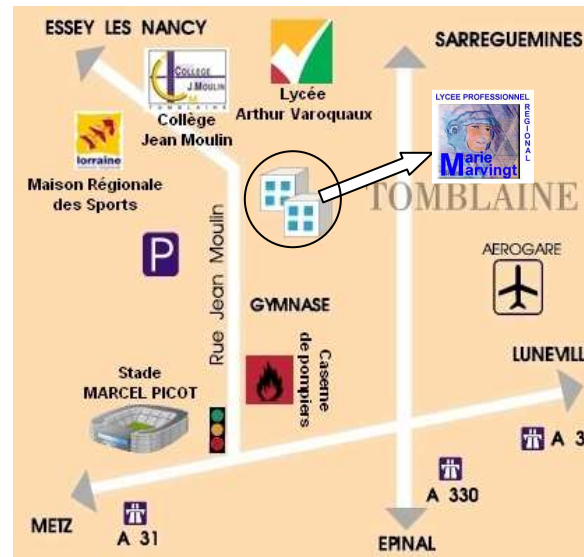 ESSEY LES NANCY
SARREGUEMINES
COLLEGE
J.MOULIN
TOMBLAINE
Collège
Jean Moulin
Lycée
Arthur Varoquaux
LYCEE PROFESSIONNEL
REGIONAL
Marie
Marvingt
lorraine
Maison Régionale
des Sports
TOMBLAINE
P
Rue Jean Moulin
AEROGARE
GYMNASE
Caserne
de pompiers
LUNEVILL
Stade
MARCEL PICOT
A 3
A 330
METZ
A 31
EPINAL